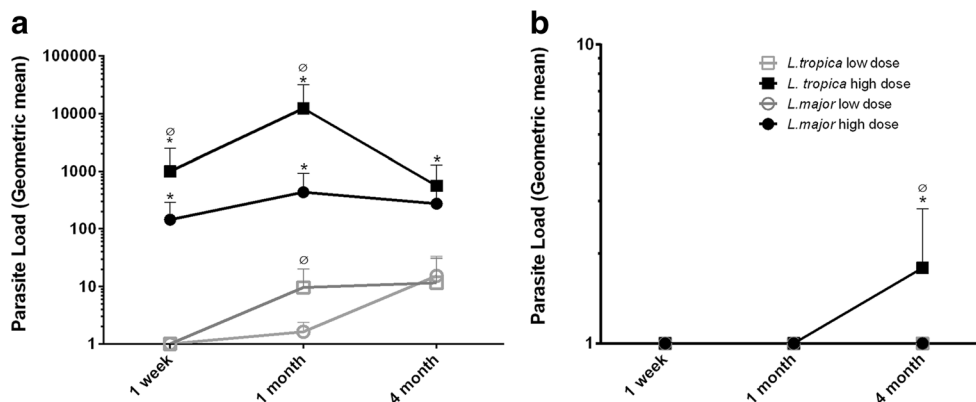 a
b
Parasite Load (Geometric mean)
100000
10000
1000
100
10
1
∅
*
∅
*
*
*
*
∅
1 week
1 month
4 month
Parasite Load (Geometric mean)
10
1
L.tropica low dose
L. tropica high dose
L.major low dose
L.major high dose
∅
*
1 week
1 month
4 month